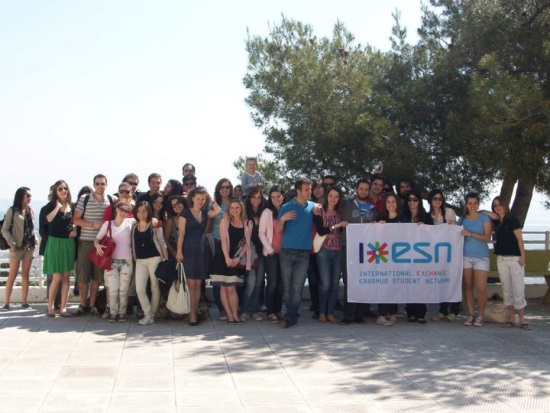 I*esn
INTERNATIONAL EXCHANGE
ERASMUS STUDENT NETWORK